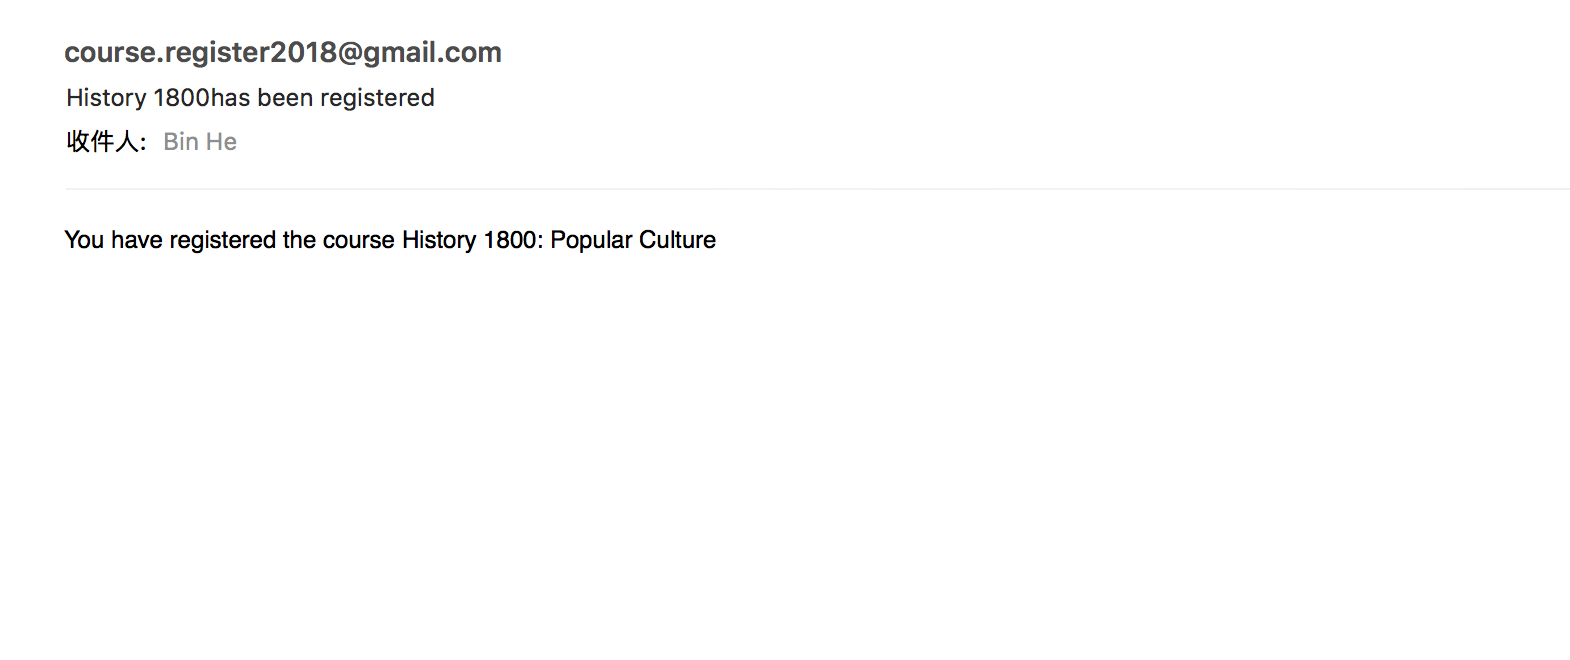 course.register2018@gmail.com
History 1800has been registered
收件人: Bin He
You have registered the course History 1800: Popular Culture